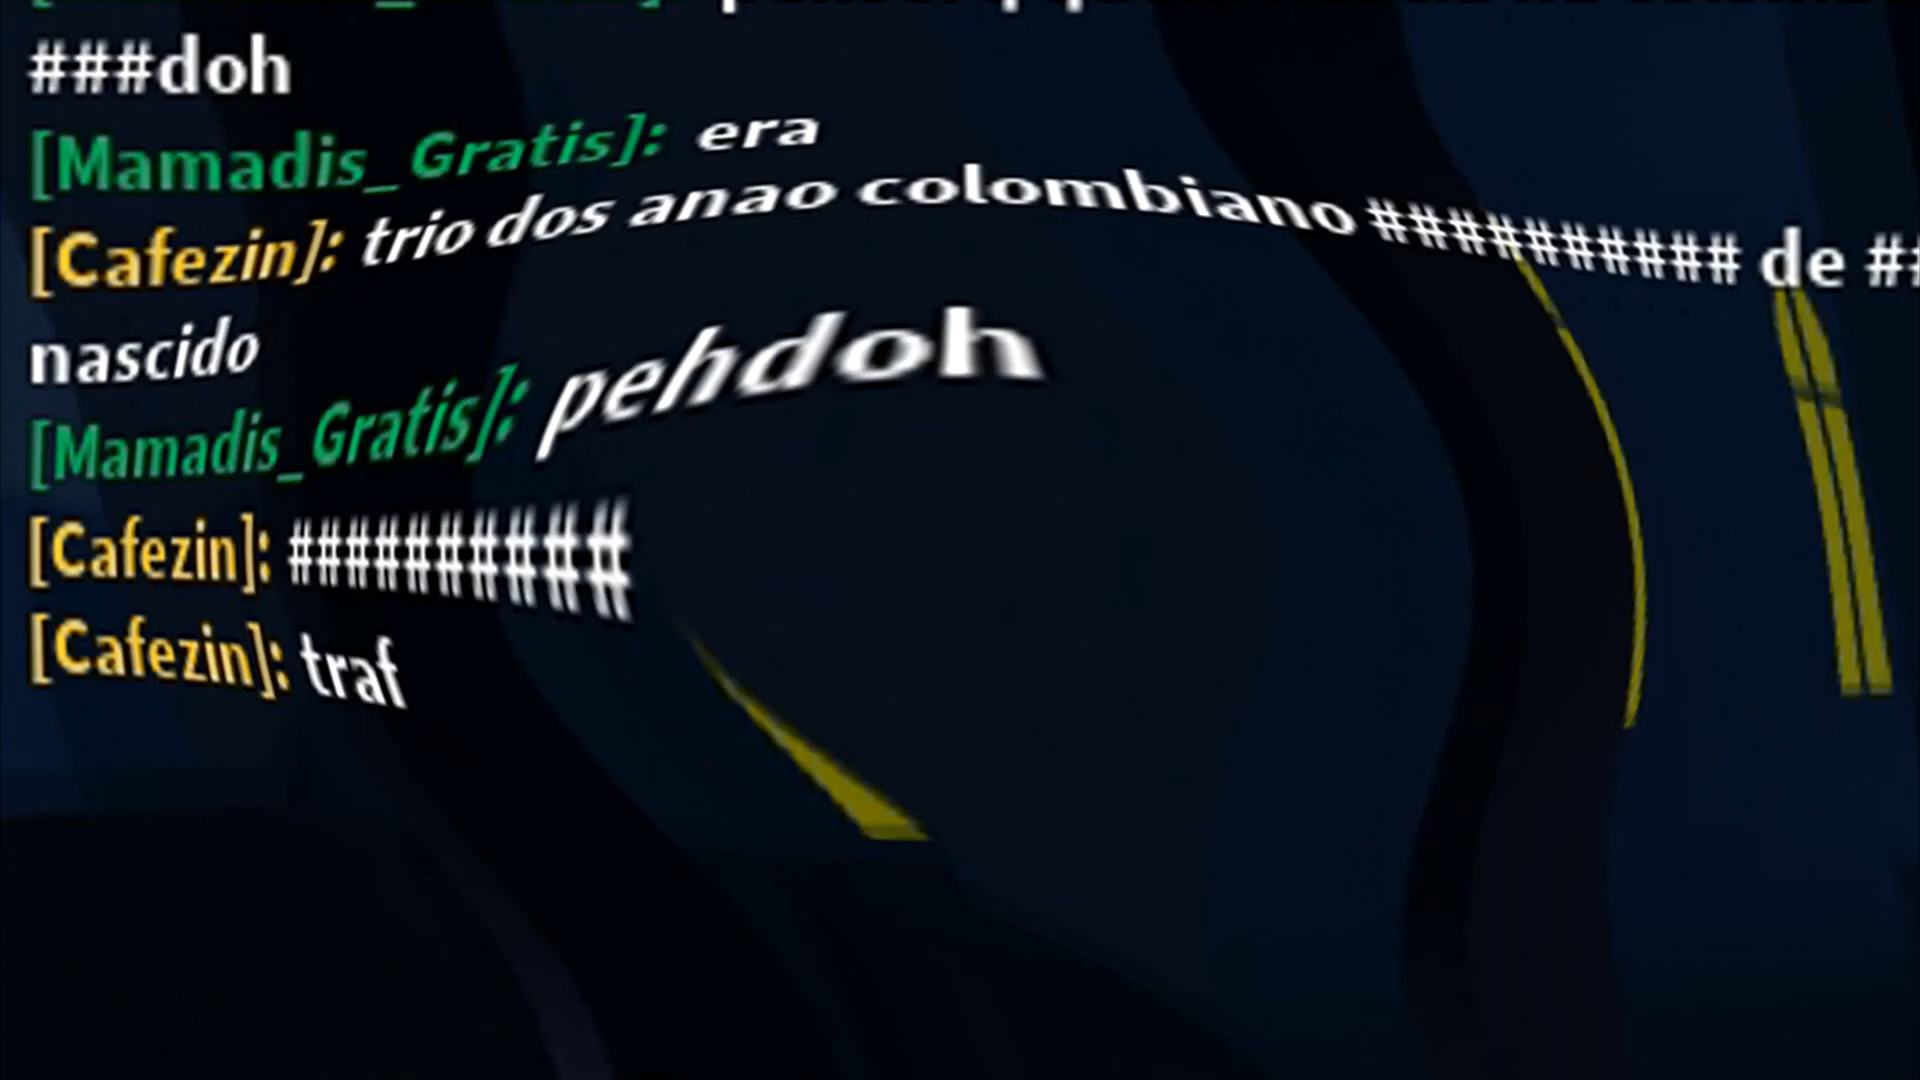 ###doh
[Mamadis_Gratis]: era
[Cafezin]: trio dos anao colombiano ########## de ##
nascido
[Mamadis_Gratis]: pehdoh
[Cafezin]: ##########
[Cafezin]: traf